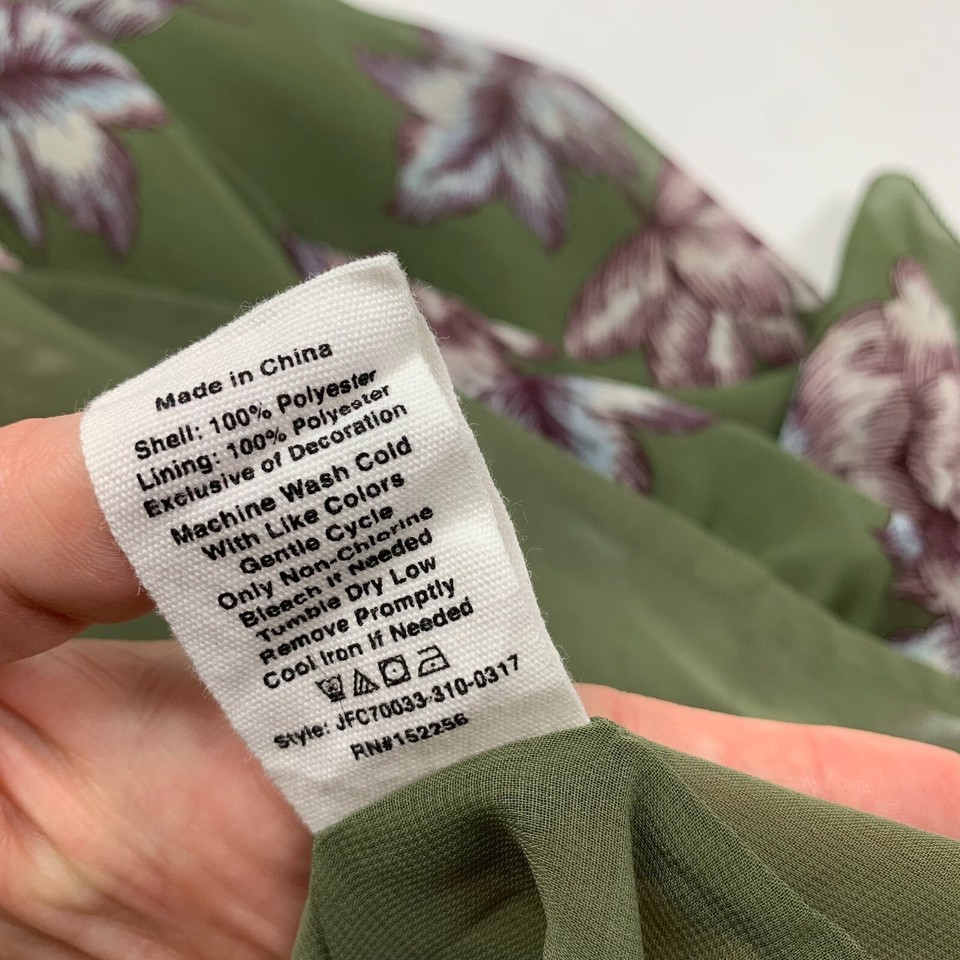 Made in China
Shell: 100% Polyester
Lining: 100% Polyester
Exclusive of Decoration
Machine Wash Cold
With Like Colors
Gentle Cycle
Only Non-Chlorine
Bleach If Needed
Tumble Dry Low
Remove Promptly
Cool Iron If Needed
Style: JFC70033-310-0317
RN#152256